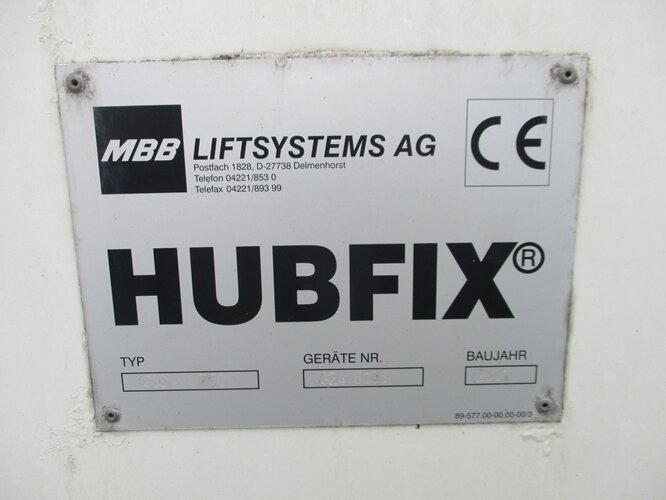 MBB LIFTSYSTEMS AG
Postfach 1828, D-27738 Delmenhorst
Telefon 04221/853 0
Telefax 04221/893 99
CE
HUBFIX®
TYP GERÄTE NR. BAUJAHR
89-577.00-00.00-00/3